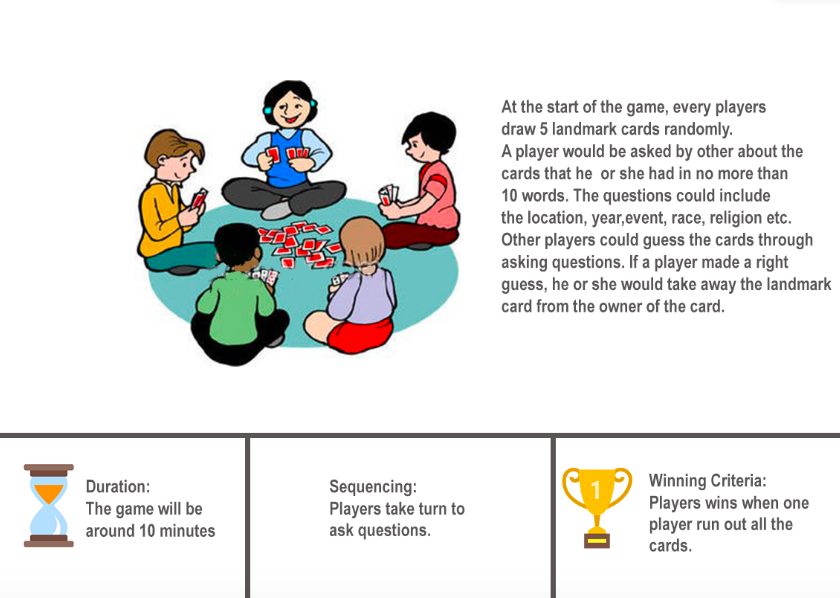 At the start of the game, every players
draw 5 landmark cards randomly.
A player would be asked by other about the
cards that he or she had in no more than
10 words. The questions could include
the location, year,event, race, religion etc.
Other players could guess the cards through
asking questions. If a player made a right
guess, he or she would take away the landmark
card from the owner of the card.
Duration:
The game will be
around 10 minutes
Sequencing:
Players take turn to
ask questions.
1
Winning Criteria:
Players wins when one
player run out all the
cards.